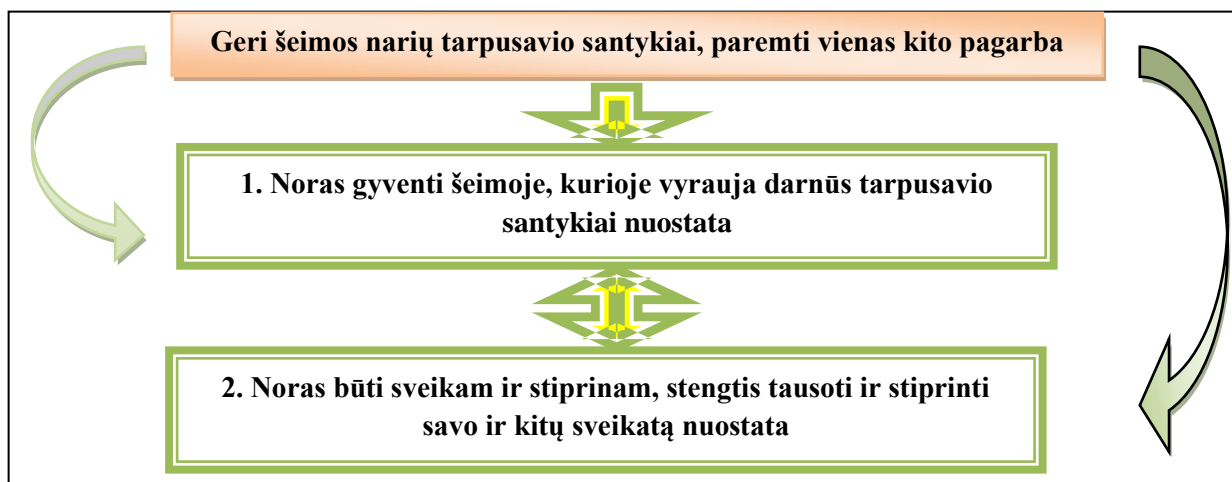 Geri šeimos narių tarpusavio santykiai, paremti vienas kito pagarba
1. Noras gyventi šeimoje, kurioje vyrauja darnūs tarpusavio
santykiai nuostata
2. Noras būti sveikam ir stiprinam, stengtis tausoti ir stiprinti
savo ir kitų sveikatą nuostata